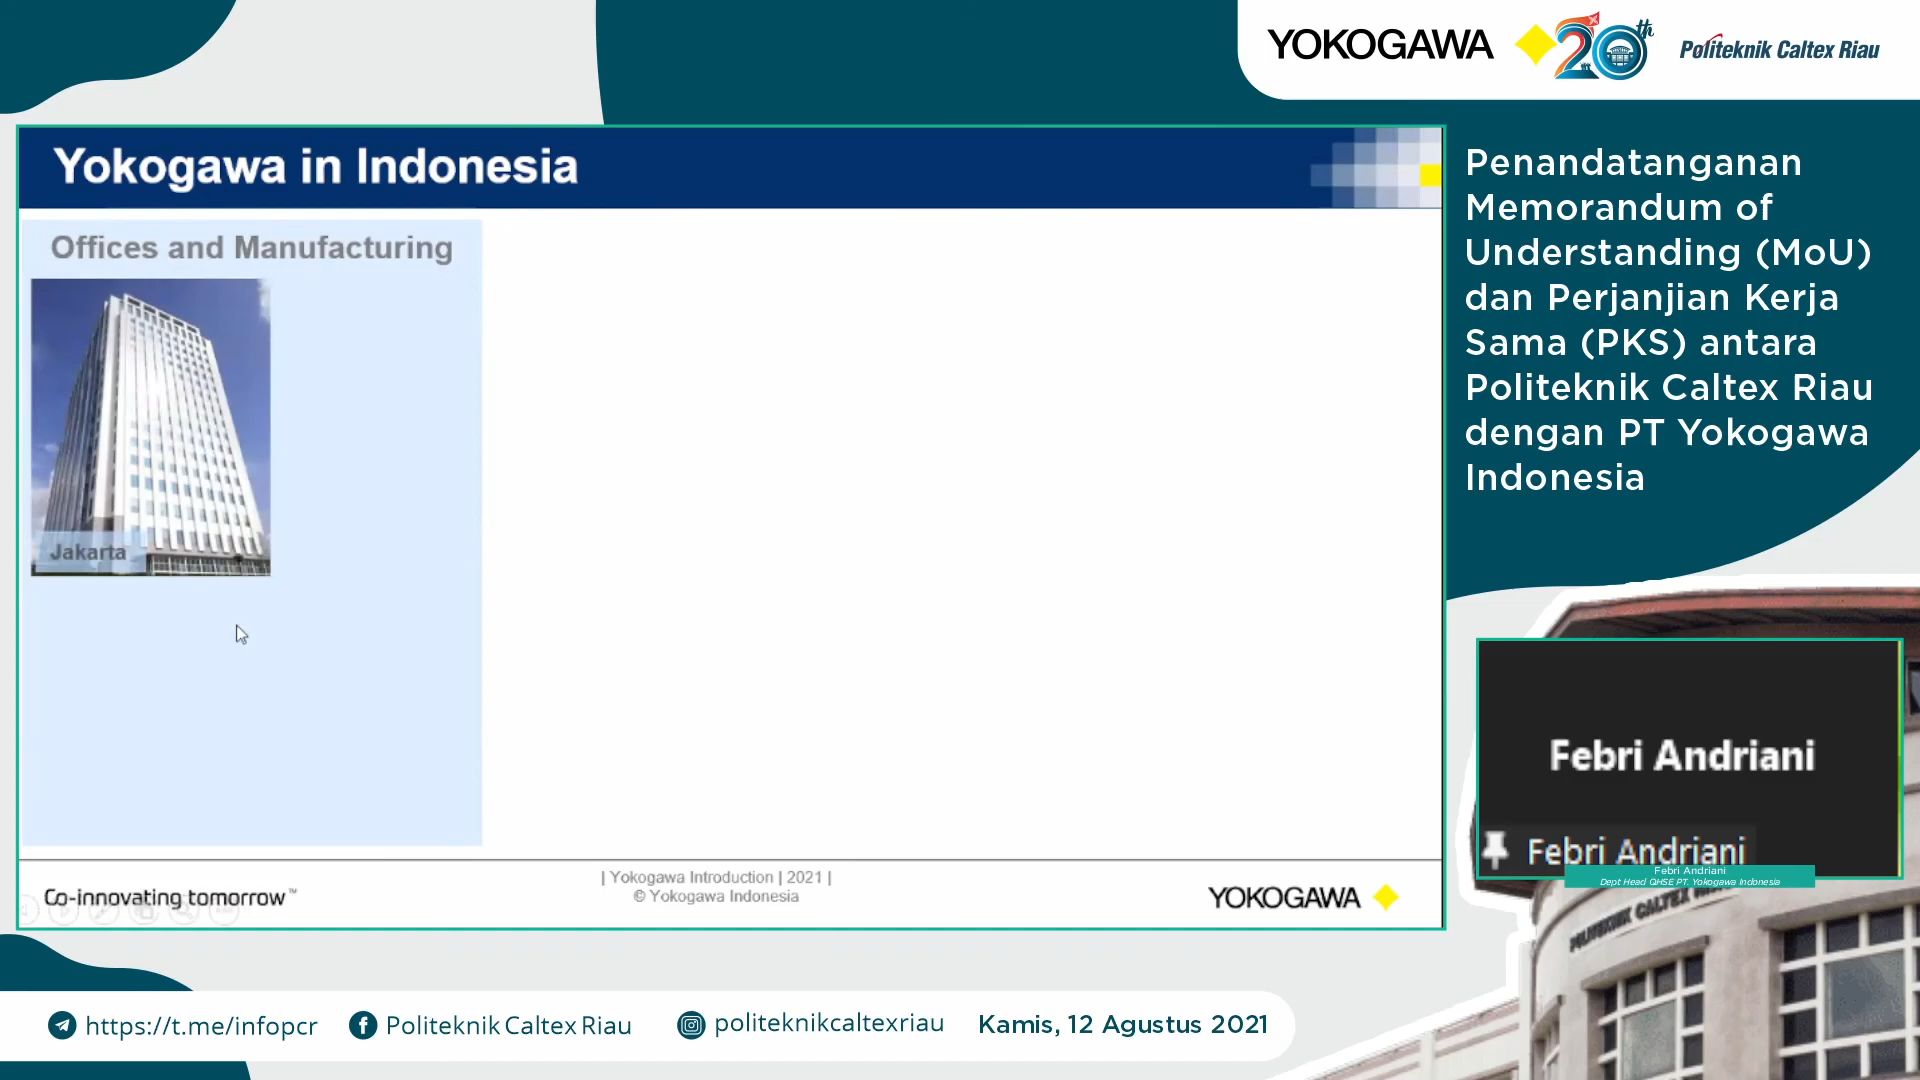 YOKOGAWA
20th
Politeknik Caltex Riau
Yokogawa in Indonesia
Offices and Manufacturing
Jakarta
Co-innovating tomorrow™
| Yokogawa Introduction | 2021 |
© Yokogawa Indonesia
YOKOGAWA
Penandatanganan
Memorandum of
Understanding (MoU)
dan Perjanjian Kerja
Sama (PKS) antara
Politeknik Caltex Riau
dengan PT Yokogawa
Indonesia
Febri Andriani
Febri Andriani
Febri Andriani
Dept Head QHSE PT. Yokogawa Indonesia
POLITEKNIK CALTEX
https://t.me/infopcr
Politeknik Caltex Riau
politeknikcaltexriau
Kamis, 12 Agustus 2021